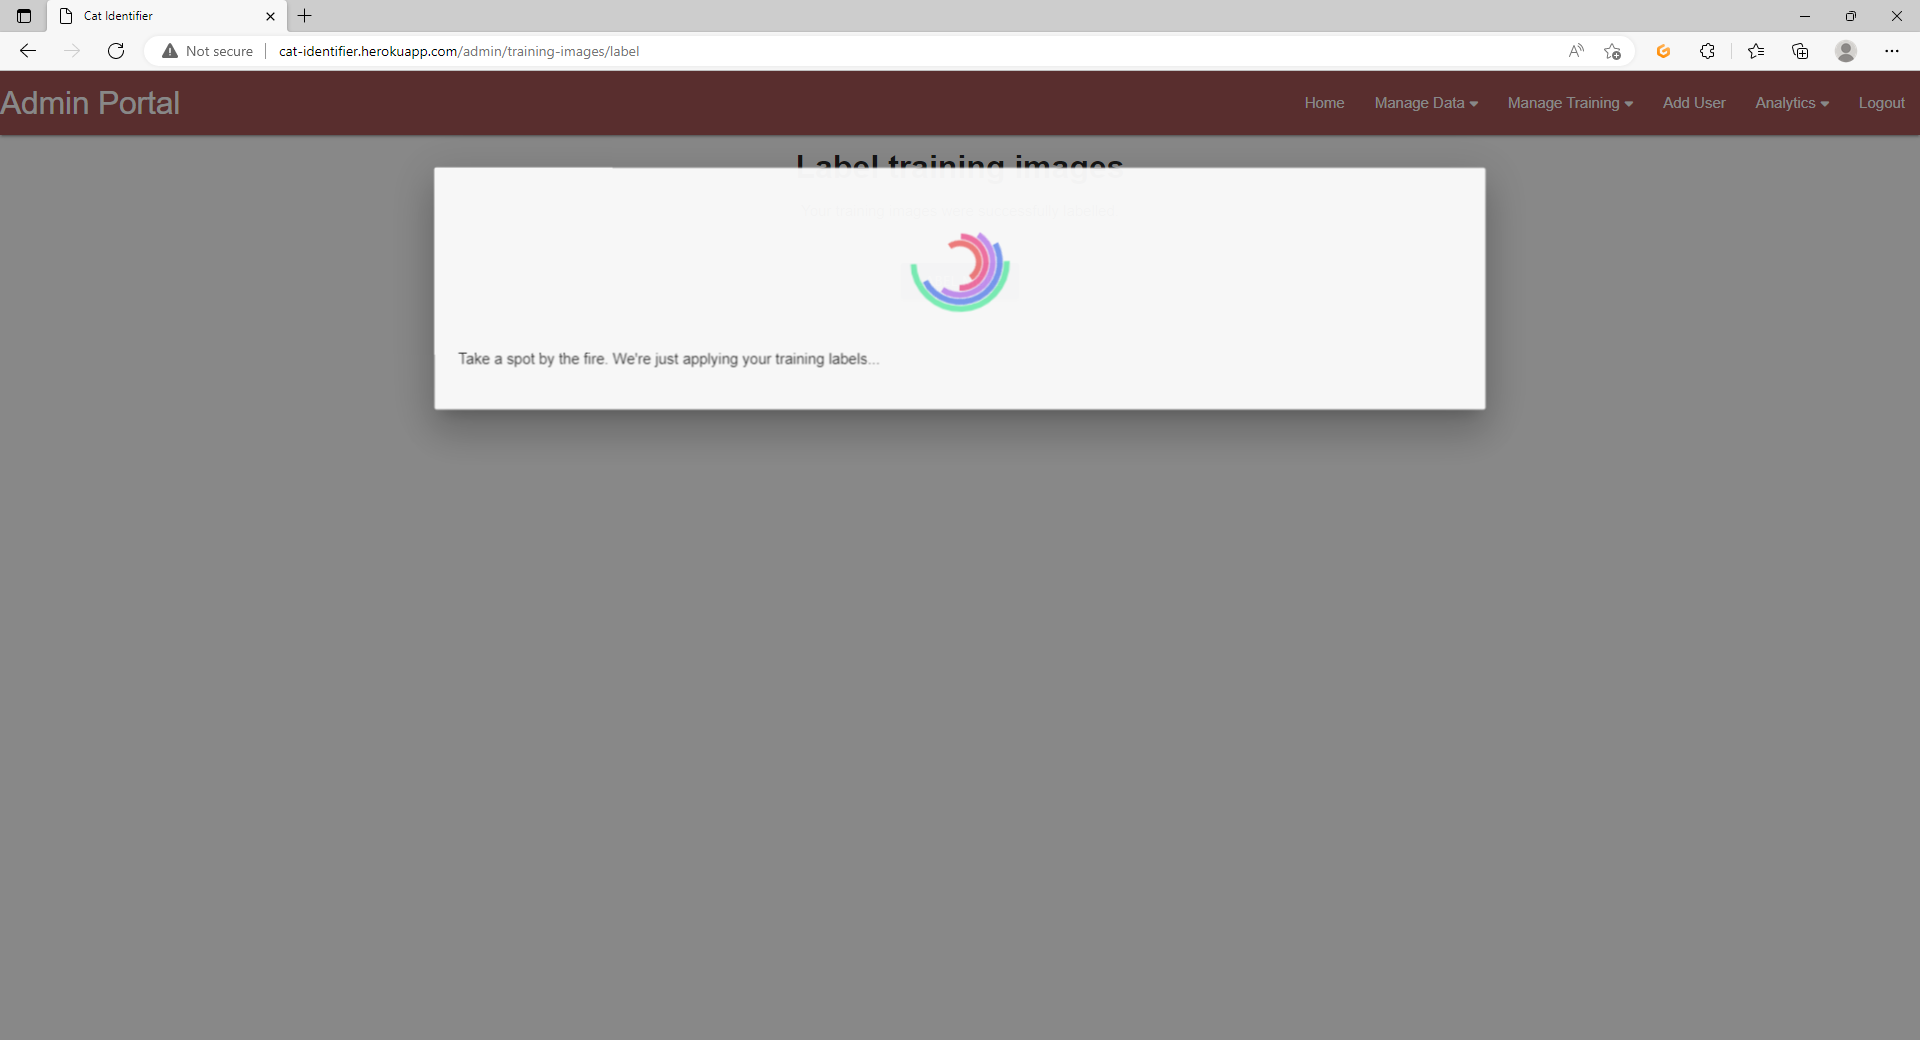 Cat Identifier
Not secure
cat-identifier.herokuapp.com/admin/training-images/label
Admin Portal
Home
Manage Data
Manage Training
Add User
Analytics
Logout
Label training images
Take a spot by the fire. We're just applying your training labels...